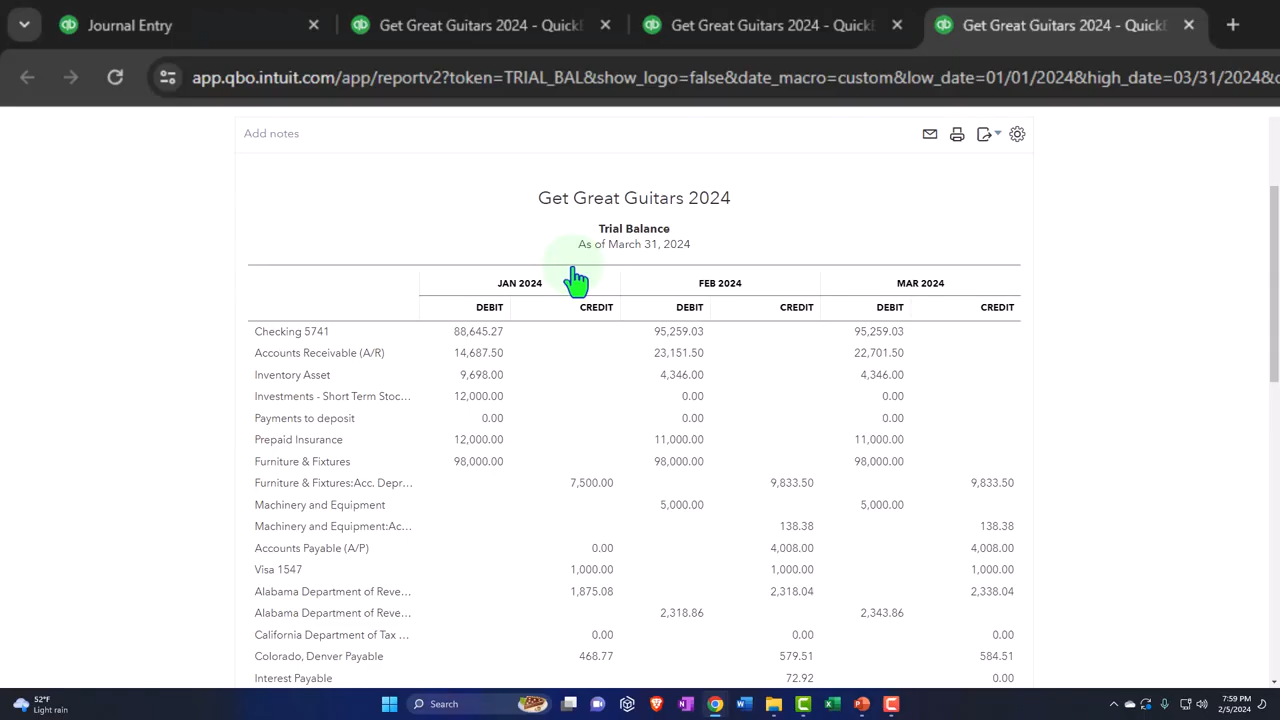 Journal Entry
Get Great Guitars 2024 - Quick
Get Great Guitars 2024 - Quick
Get Great Guitars 2024 - Quick
app.qbo.intuit.com/app/reportv2?token=TRIAL_BAL&show_logo=false&date_macro=custom&low_date=01/01/2024&high_date=03/31/2024&
Add notes
Get Great Guitars 2024
Trial Balance
As of March 31, 2024
JAN 2024 FEB 2024 MAR 2024
DEBIT CREDIT DEBIT CREDIT DEBIT CREDIT
Checking 5741 88,645.27 95,259.03 95,259.03
Accounts Receivable (A/R) 14,687.50 23,151.50 22,701.50
Inventory Asset 9,698.00 4,346.00 4,346.00
Investments - Short Term Stoc... 12,000.00 0.00 0.00
Payments to deposit 0.00 0.00 0.00
Prepaid Insurance 12,000.00 11,000.00 11,000.00
Furniture & Fixtures 98,000.00 98,000.00 98,000.00
Furniture & Fixtures:Acc. Depr... 7,500.00 9,833.50 9,833.50
Machinery and Equipment 5,000.00 5,000.00
Machinery and Equipment:Ac... 138.38 138.38
Accounts Payable (A/P) 0.00 4,008.00 4,008.00
Visa 1547 1,000.00 1,000.00 1,000.00
Alabama Department of Reve... 1,875.08 2,318.04 2,338.04
Alabama Department of Reve... 2,318.86 2,343.86
California Department of Tax ... 0.00 0.00 0.00
Colorado, Denver Payable 468.77 579.51 584.51
Interest Payable 72.92 0.00
52°F
Light rain
Search
7:59 PM
2/5/2024